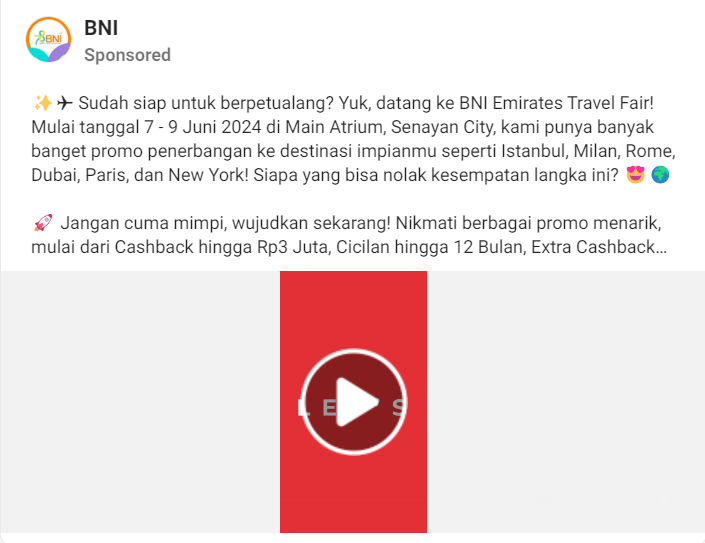 BNI
BNI
Sponsored
✨✈ Sudah siap untuk berpetualang? Yuk, datang ke BNI Emirates Travel Fair!
Mulai tanggal 7 - 9 Juni 2024 di Main Atrium, Senayan City, kami punya banyak
banget promo penerbangan ke destinasi impianmu seperti Istanbul, Milan, Rome,
Dubai, Paris, dan New York! Siapa yang bisa nolak kesempatan langka ini? 😍🌍
🚀 Jangan cuma mimpi, wujudkan sekarang! Nikmati berbagai promo menarik,
mulai dari Cashback hingga Rp3 Juta, Cicilan hingga 12 Bulan, Extra Cashback...